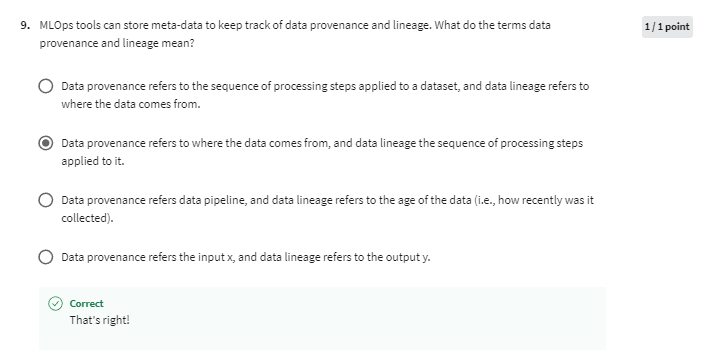 9. MLOps tools can store meta-data to keep track of data provenance and lineage. What do the terms data
provenance and lineage mean?
1 / 1 point
Data provenance refers to the sequence of processing steps applied to a dataset, and data lineage refers to
where the data comes from.
Data provenance refers to where the data comes from, and data lineage the sequence of processing steps
applied to it.
Data provenance refers data pipeline, and data lineage refers to the age of the data (i.e., how recently was it
collected).
Data provenance refers the input x, and data lineage refers to the output y.
Correct
That's right!